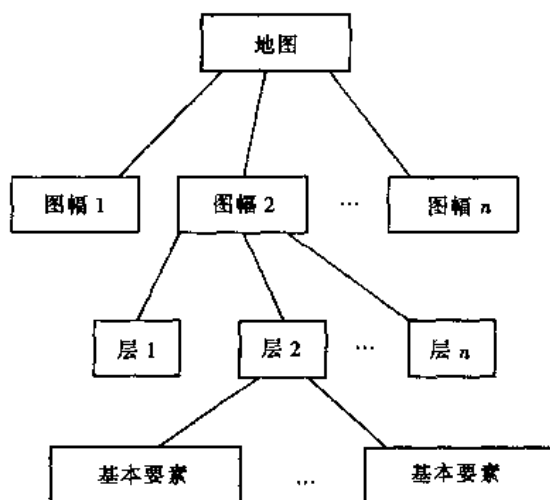 地图
图幅 1
图幅 2
…
图幅 n
层 1
层 2
…
层 n
基本要素
…
基本要素